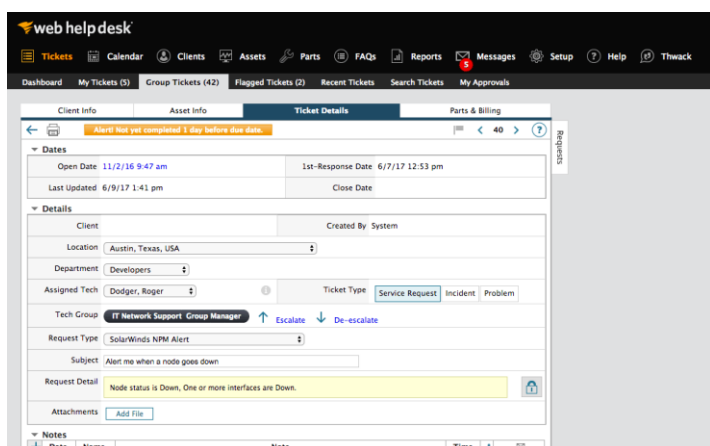 web help desk
Tickets Calendar Clients Assets Parts FAQs Reports Messages 5 Setup ? Help Thwack
Dashboard My Tickets (5) Group Tickets (42) Flagged Tickets (2) Recent Tickets Search Tickets My Approvals
Client Info Asset Info Ticket Details Parts & Billing
Alert! Not yet completed 1 day before due date. 40 ?
Requests
Dates
Open Date 11/2/16 9:47 am 1st-Response Date 6/7/17 12:53 pm
Last Updated 6/9/17 1:41 pm Close Date
Details
Client Created By System
Location Austin, Texas, USA
Department Developers
Assigned Tech Dodger, Roger Ticket Type Service Request Incident Problem
Tech Group IT Network Support Group Manager Escalate De-escalate
Request Type SolarWinds NPM Alert
Subject Alert me when a node goes down
Request Detail Node status is Down, One or more interfaces are Down.
Attachments Add File
Notes
Date Name Note Time